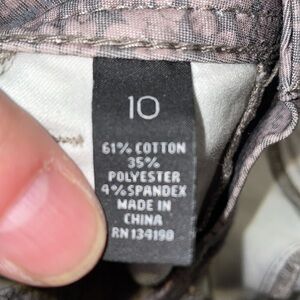 10
61% COTTON
35%
POLYESTER
4% SPANDEX
MADE IN
CHINA
RN 134198